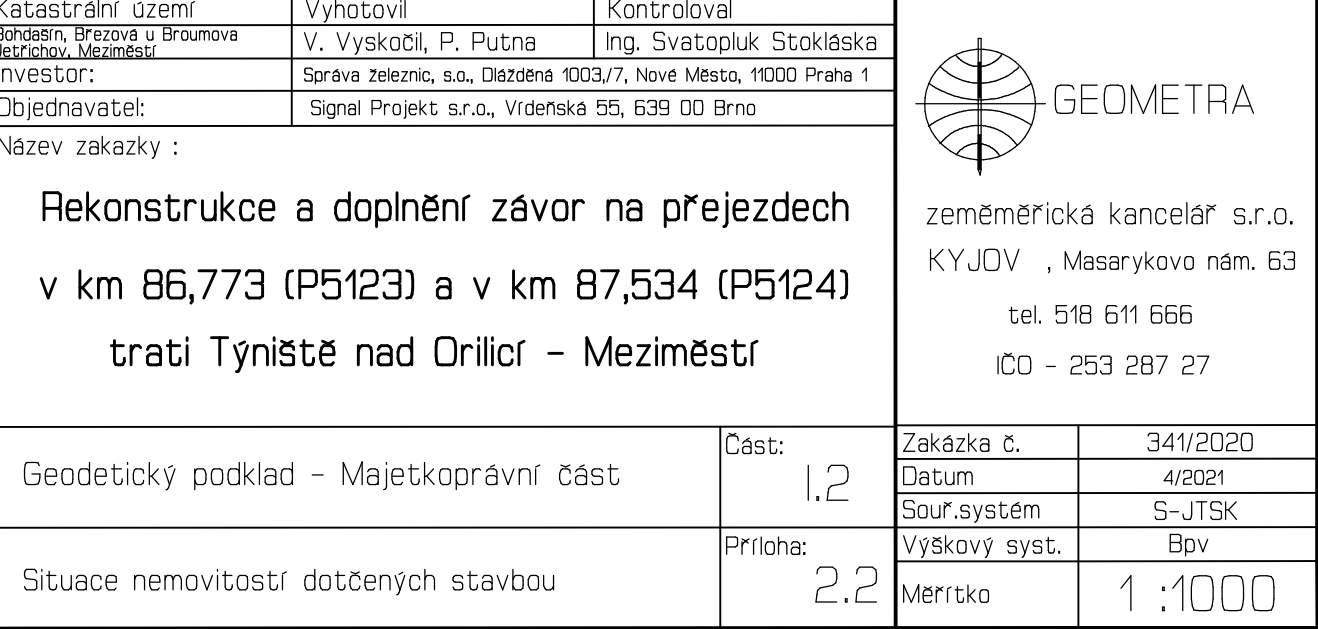 Katastrální území Vyhotovil Kontroloval
Bohdašín, Březová u Broumova
Jetřichov, Meziměstí
V. Vyskočil, P. Putna Ing. Svatopluk Stokláska
Investor: Správa železnic, s.o., Dlážděná 1003,/7, Nové Město, 11000 Praha 1
Objednavatel: Signal Projekt s.r.o., Vídeňská 55, 639 00 Brno
Název zakazky :
Rekonstrukce a doplnění závor na přejezdech
v km 86,773 (P5123) a v km 87,534 (P5124)
trati Týniště nad Orilicí - Meziměstí
GEOMETRA
zeměměřická kancelář s.r.o.
KYJOV , Masarykovo nám. 63
tel. 518 611 666
IČO - 253 287 27
Geodetický podklad - Majetkoprávní část
Část:
I.2
Situace nemovitostí dotčených stavbou
Příloha:
2.2
Zakázka č. 341/2020
Datum 4/2021
Souř.systém S-JTSK
Výškový syst. Bpv
Měřítko 1 :1000